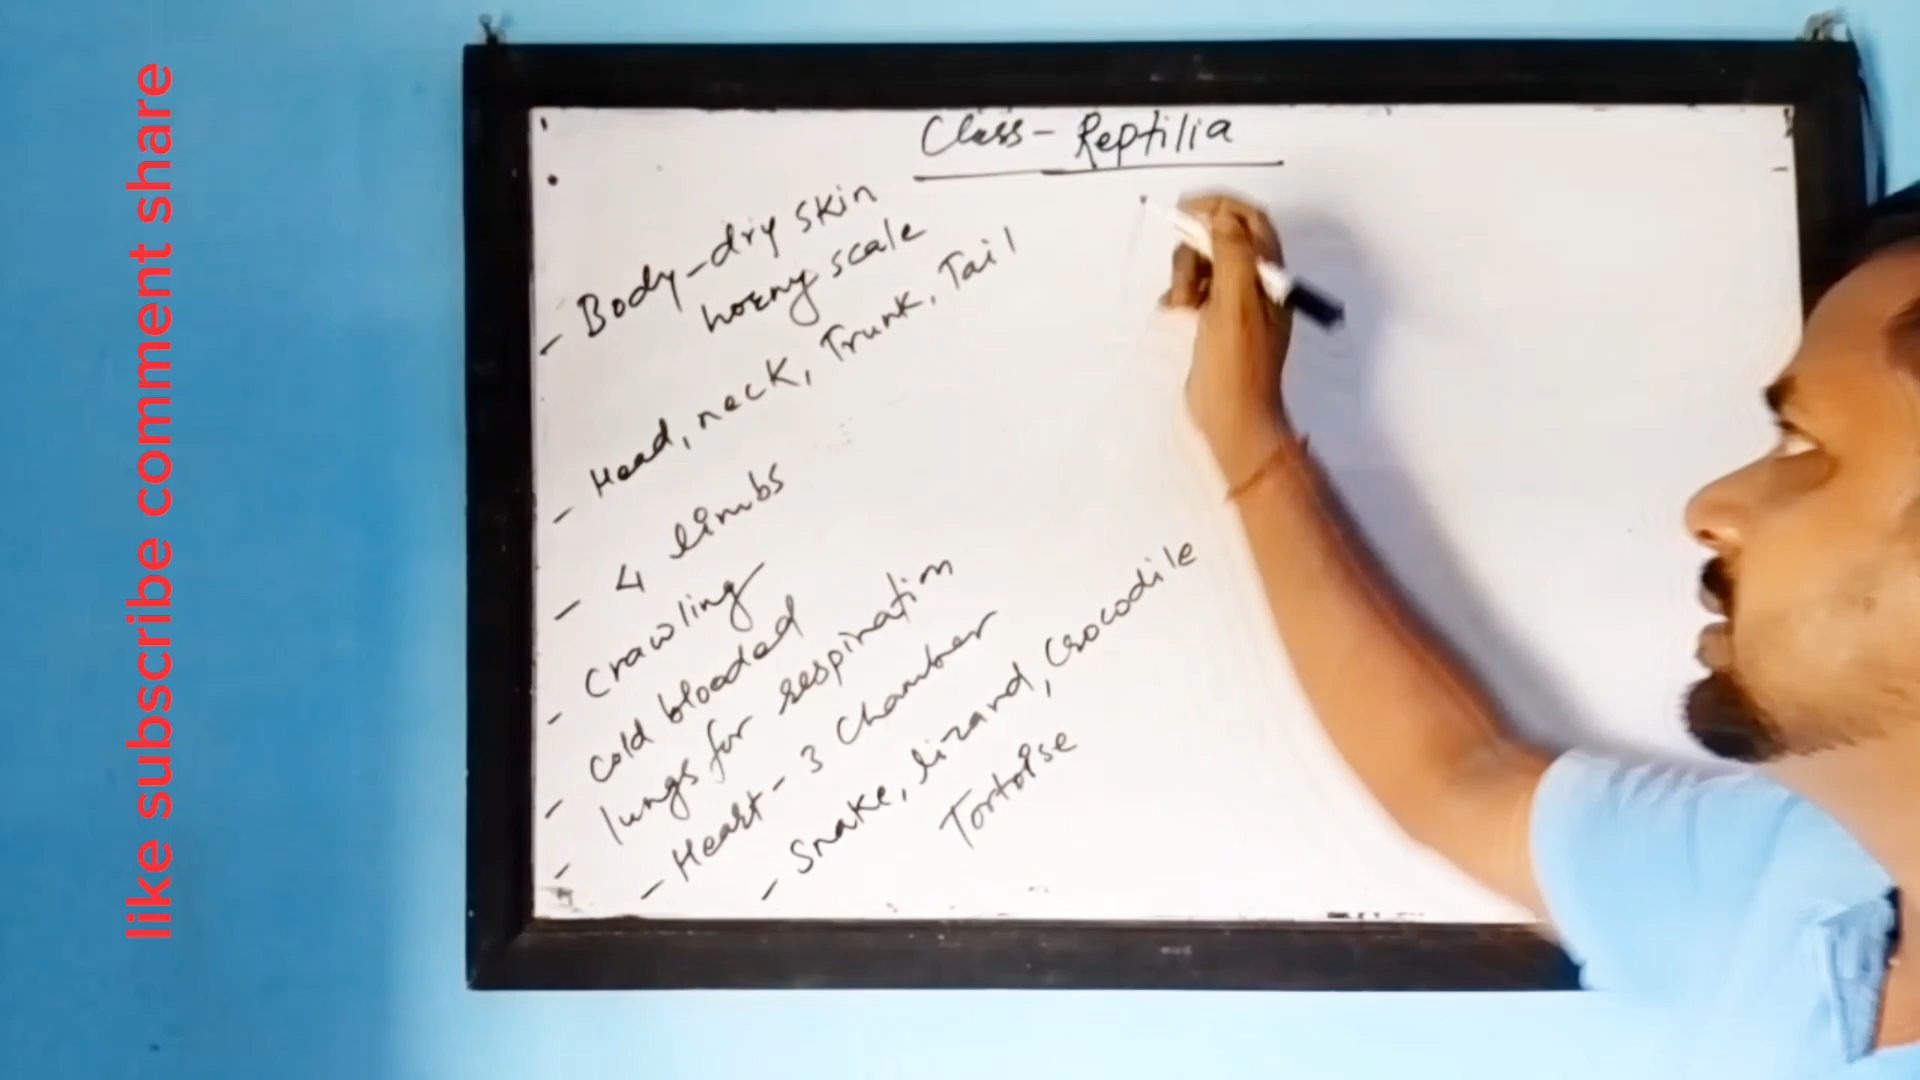 like subscribe comment share
Class - Reptilia
- Body - dry skin
horny scale
- Head, neck, Trunk, Tail
- 4 limbs
- Crawling
- Cold blooded
- lungs for respiration
- Heart - 3 Chamber
- Snake, lizard, Crocodile
Tortoise